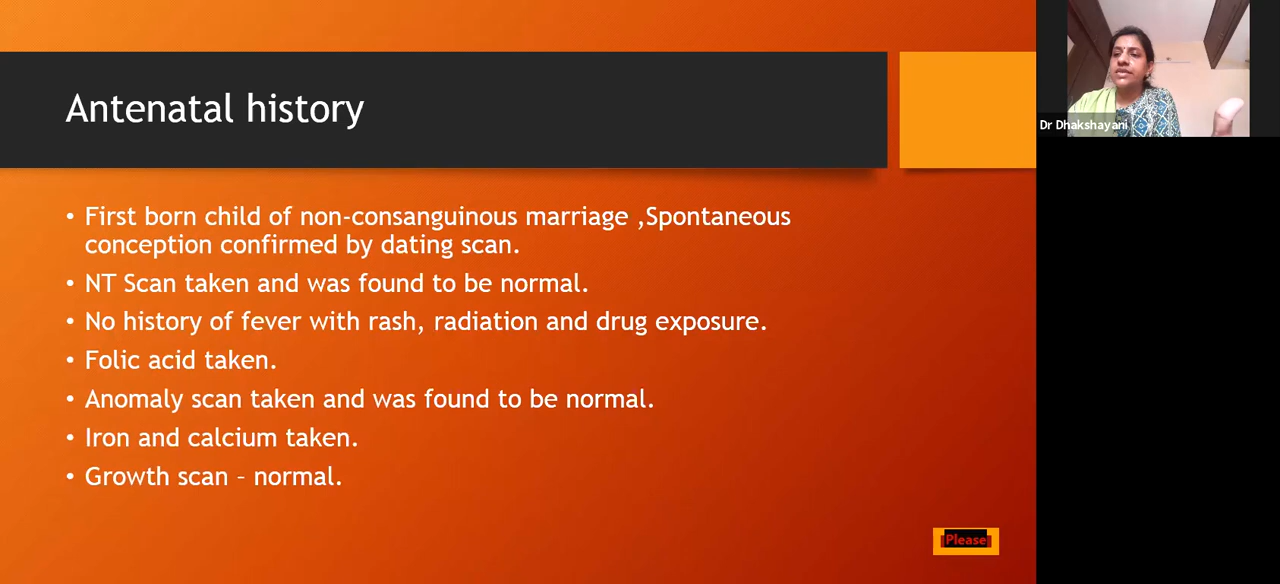 Antenatal history
• First born child of non-consanguinous marriage ,Spontaneous
conception confirmed by dating scan.
• NT Scan taken and was found to be normal.
• No history of fever with rash, radiation and drug exposure.
• Folic acid taken.
• Anomaly scan taken and was found to be normal.
• Iron and calcium taken.
• Growth scan – normal.
Please
Dr Dhakshayani